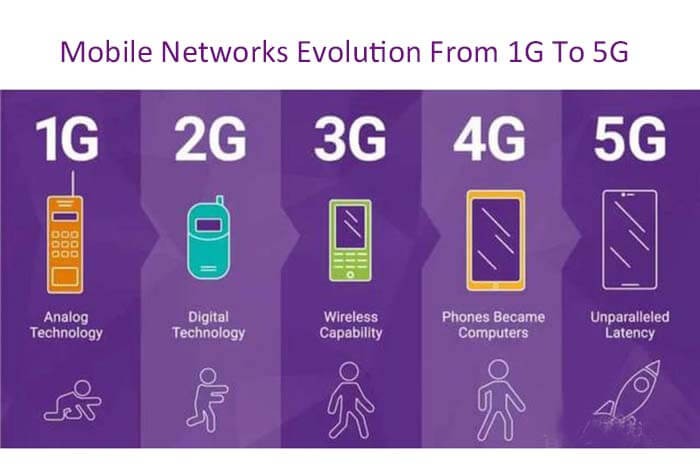 Mobile Networks Evolution From 1G To 5G
1G 2G 3G 4G 5G
Analog
Technology
Digital
Technology
Wireless
Capability
Phones Became
Computers
Unparalleled
Latency